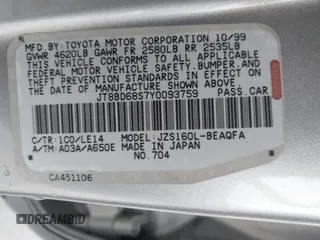 MFD. BY: TOYOTA MOTOR CORPORATION 10/99
GVWR 4620LB GAWR FR 2580LB RR 2535LB
THIS VEHICLE CONFORMS TO ALL APPLICABLE
FEDERAL MOTOR VEHICLE SAFETY, BUMPER,
AND THEFT PREVENTION STANDARDS IN EFFECT
ON THE DATE OF MANUFACTURE SHOWN ABOVE.
JT8BD68S7Y0093759 PASS.CAR
C/TR:1C0/LE14 MODEL:JZS160L-BEAQFA
A/TM:A03A/A650E MADE IN JAPAN
NO.704
CA451106
© 2026 BidAuto